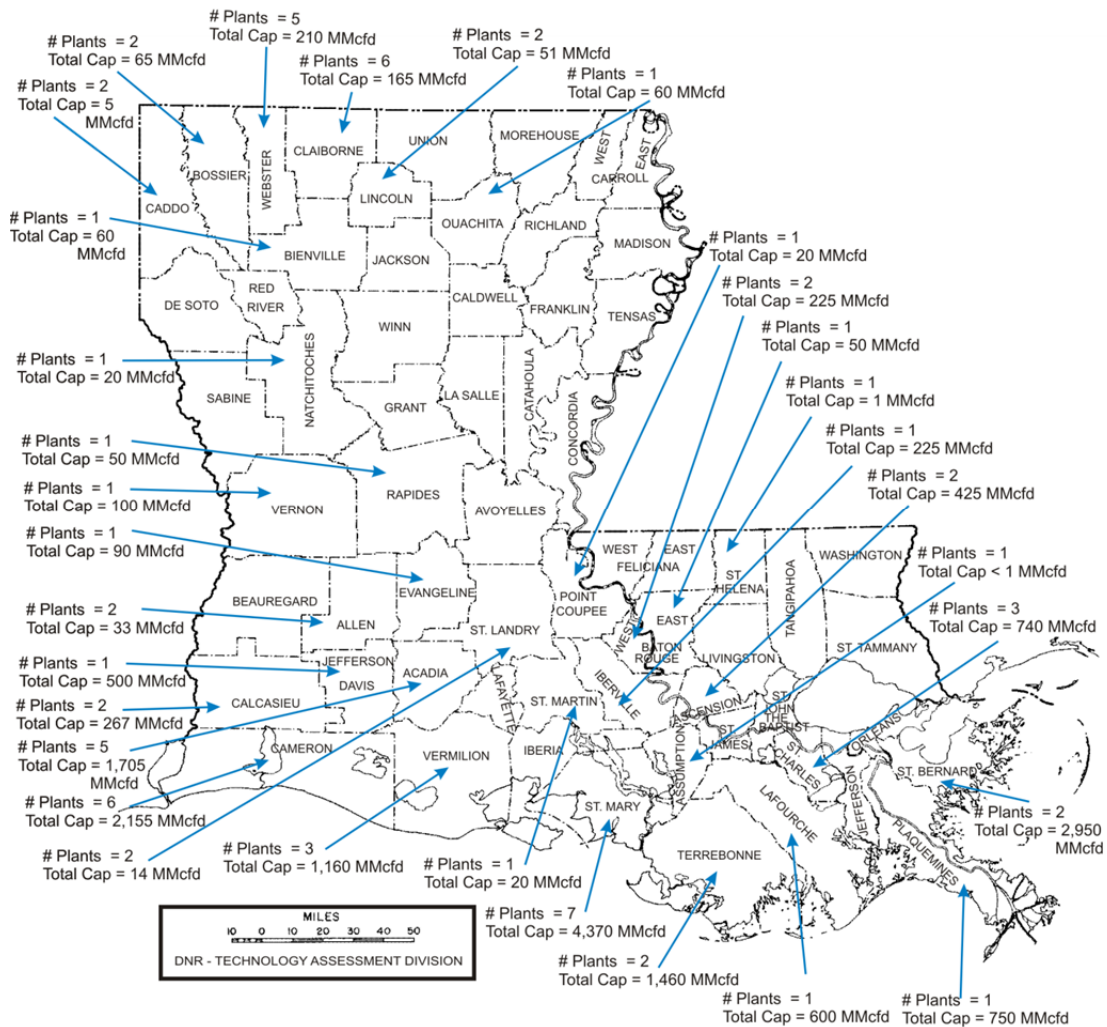 # Plants = 5
Total Cap = 210 MMcfd
# Plants = 2
Total Cap = 65 MMcfd
# Plants = 2
Total Cap = 51 MMcfd
# Plants = 6
Total Cap = 165 MMcfd
# Plants = 1
Total Cap = 60 MMcfd
# Plants = 2
Total Cap = 5
MMcfd
UNION
MOREHOUSE
WEST
EAST
CARROLL
CLAIBORNE
BOSSIER
WEBSTER
LINCOLN
CADDO
OUACHITA
RICHLAND
MADISON
# Plants = 1
Total Cap = 60
MMcfd
BIENVILLE
JACKSON
# Plants = 1
Total Cap = 20 MMcfd
DE SOTO
RED
RIVER
CALDWELL
FRANKLIN
TENSAS
# Plants = 2
Total Cap = 225 MMcfd
WINN
# Plants = 1
Total Cap = 50 MMcfd
# Plants = 1
Total Cap = 20 MMcfd
NATCHITOCHES
CATAHOULA
SABINE
GRANT
LA SALLE
CONCORDIA
# Plants = 1
Total Cap = 1 MMcfd
# Plants = 1
Total Cap = 225 MMcfd
# Plants = 1
Total Cap = 50 MMcfd
# Plants = 2
Total Cap = 425 MMcfd
# Plants = 1
Total Cap = 100 MMcfd
VERNON
RAPIDES
AVOYELLES
# Plants = 1
Total Cap = 90 MMcfd
WEST
EAST
FELICIANA
ST.
HELENA
TANGIPAHOA
WASHINGTON
# Plants = 1
Total Cap < 1 MMcfd
BEAUREGARD
EVANGELINE
POINT
COUPEE
# Plants = 2
Total Cap = 33 MMcfd
ALLEN
ST. LANDRY
WEST
EAST
BATON
ROUGE
LIVINGSTON
ST. TAMMANY
# Plants = 3
Total Cap = 740 MMcfd
# Plants = 1
Total Cap = 500 MMcfd
JEFFERSON
DAVIS
ACADIA
LAFAYETTE
ST. MARTIN
IBERVILLE
ASCENSION
ST.
JOHN
THE
BAPTIST
# Plants = 2
Total Cap = 267 MMcfd
CALCASIEU
CAMERON
VERMILION
IBERIA
ASSUMPTION
ST.
JAMES
ST.
CHARLES
ORLEANS
ST. BERNARD
# Plants = 5
Total Cap = 1,705
MMcfd
# Plants = 6
Total Cap = 2,155 MMcfd
ST. MARY
LAFOURCHE
JEFFERSON
PLAQUEMINES
# Plants = 2
Total Cap = 2,950
MMcfd
TERREBONNE
# Plants = 2
Total Cap = 14 MMcfd
# Plants = 3
Total Cap = 1,160 MMcfd
# Plants = 1
Total Cap = 20 MMcfd
# Plants = 7
Total Cap = 4,370 MMcfd
# Plants = 2
Total Cap = 1,460 MMcfd
# Plants = 1
Total Cap = 600 MMcfd
# Plants = 1
Total Cap = 750 MMcfd
MILES
10 0 10 20 30 40 50
DNR - TECHNOLOGY ASSESSMENT DIVISION